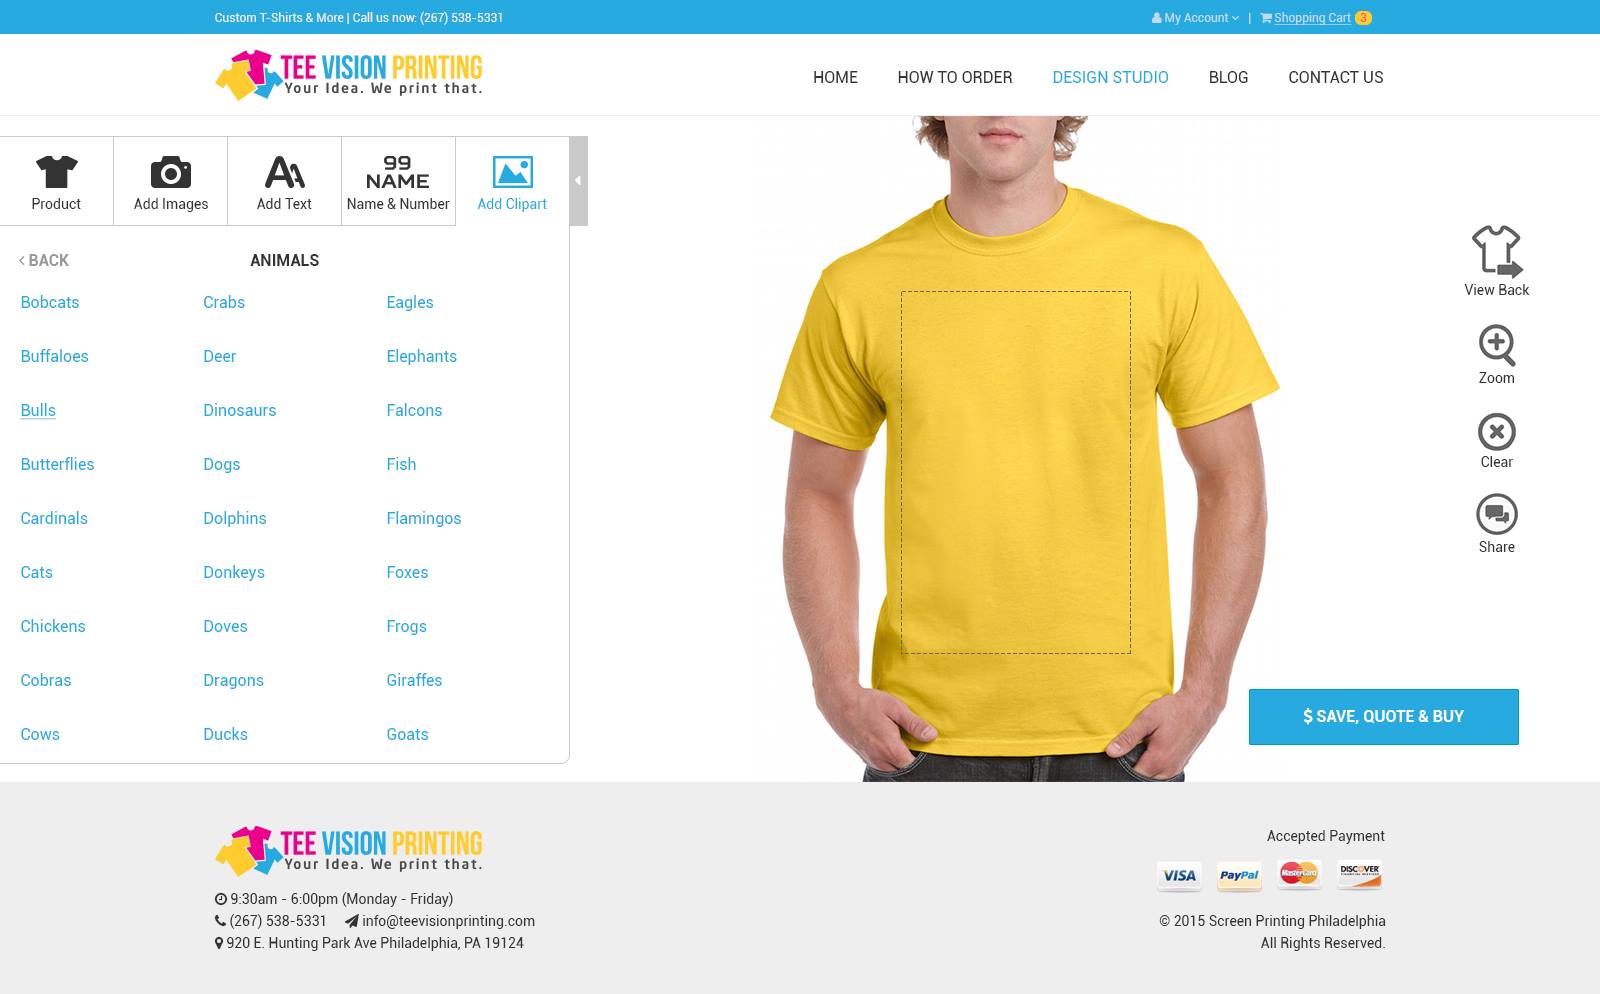 Custom T-Shirts & More | Call us now: (267) 538-5331
My Account | Shopping Cart 3
TEE VISION PRINTING
Your Idea. We print that.
HOME HOW TO ORDER DESIGN STUDIO BLOG CONTACT US
99
NAME
Product Add Images Add Text Name & Number Add Clipart
BACK ANIMALS
Bobcats Crabs Eagles
Buffaloes Deer Elephants
Bulls Dinosaurs Falcons
Butterflies Dogs Fish
Cardinals Dolphins Flamingos
Cats Donkeys Foxes
Chickens Doves Frogs
Cobras Dragons Giraffes
Cows Ducks Goats
View Back
Zoom
Clear
Share
$ SAVE, QUOTE & BUY
TEE VISION PRINTING
Your Idea. We print that.
9:30am - 6:00pm (Monday - Friday)
(267) 538-5331 info@teevisionprinting.com
920 E. Hunting Park Ave Philadelphia, PA 19124
Accepted Payment
VISA PayPal MasterCard DISCOVER
© 2015 Screen Printing Philadelphia
All Rights Reserved.